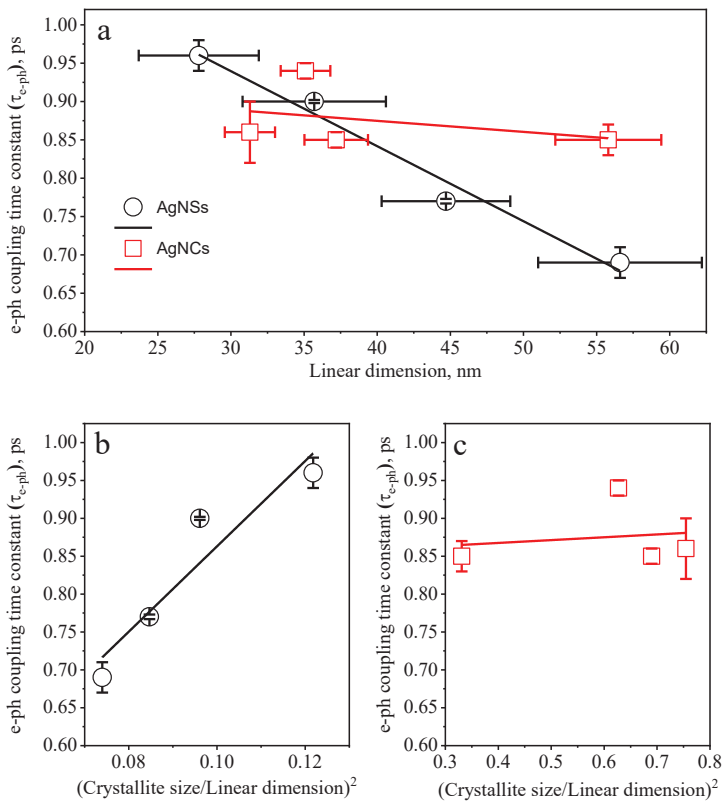 a
e-ph coupling time constant (τe-ph), ps
1.00
0.95
0.90
0.85
0.80
0.75
0.70
0.65
0.60
AgNSs
AgNCs
20 25 30 35 40 45 50 55 60
Linear dimension, nm
b
e-ph coupling time constant (τe-ph), ps
1.00
0.95
0.90
0.85
0.80
0.75
0.70
0.65
0.60
0.08 0.10 0.12
(Crystallite size/Linear dimension)²
c
e-ph coupling time constant (τe-ph), ps
1.00
0.95
0.90
0.85
0.80
0.75
0.70
0.65
0.60
0.3 0.4 0.5 0.6 0.7 0.8
(Crystallite size/Linear dimension)²